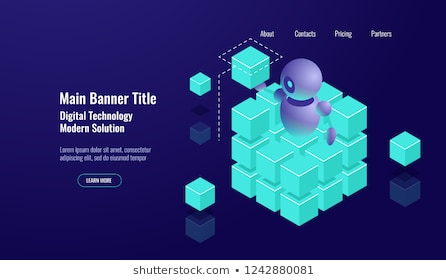 About Contacts Pricing Partners
Main Banner Title
Digital Technology
Modern Solution
Lorem ipsum dolor sit amet,
consectetur adipiscing elit,
sed do eiusmod
LEARN MORE
shutterstock.com • 1242880081